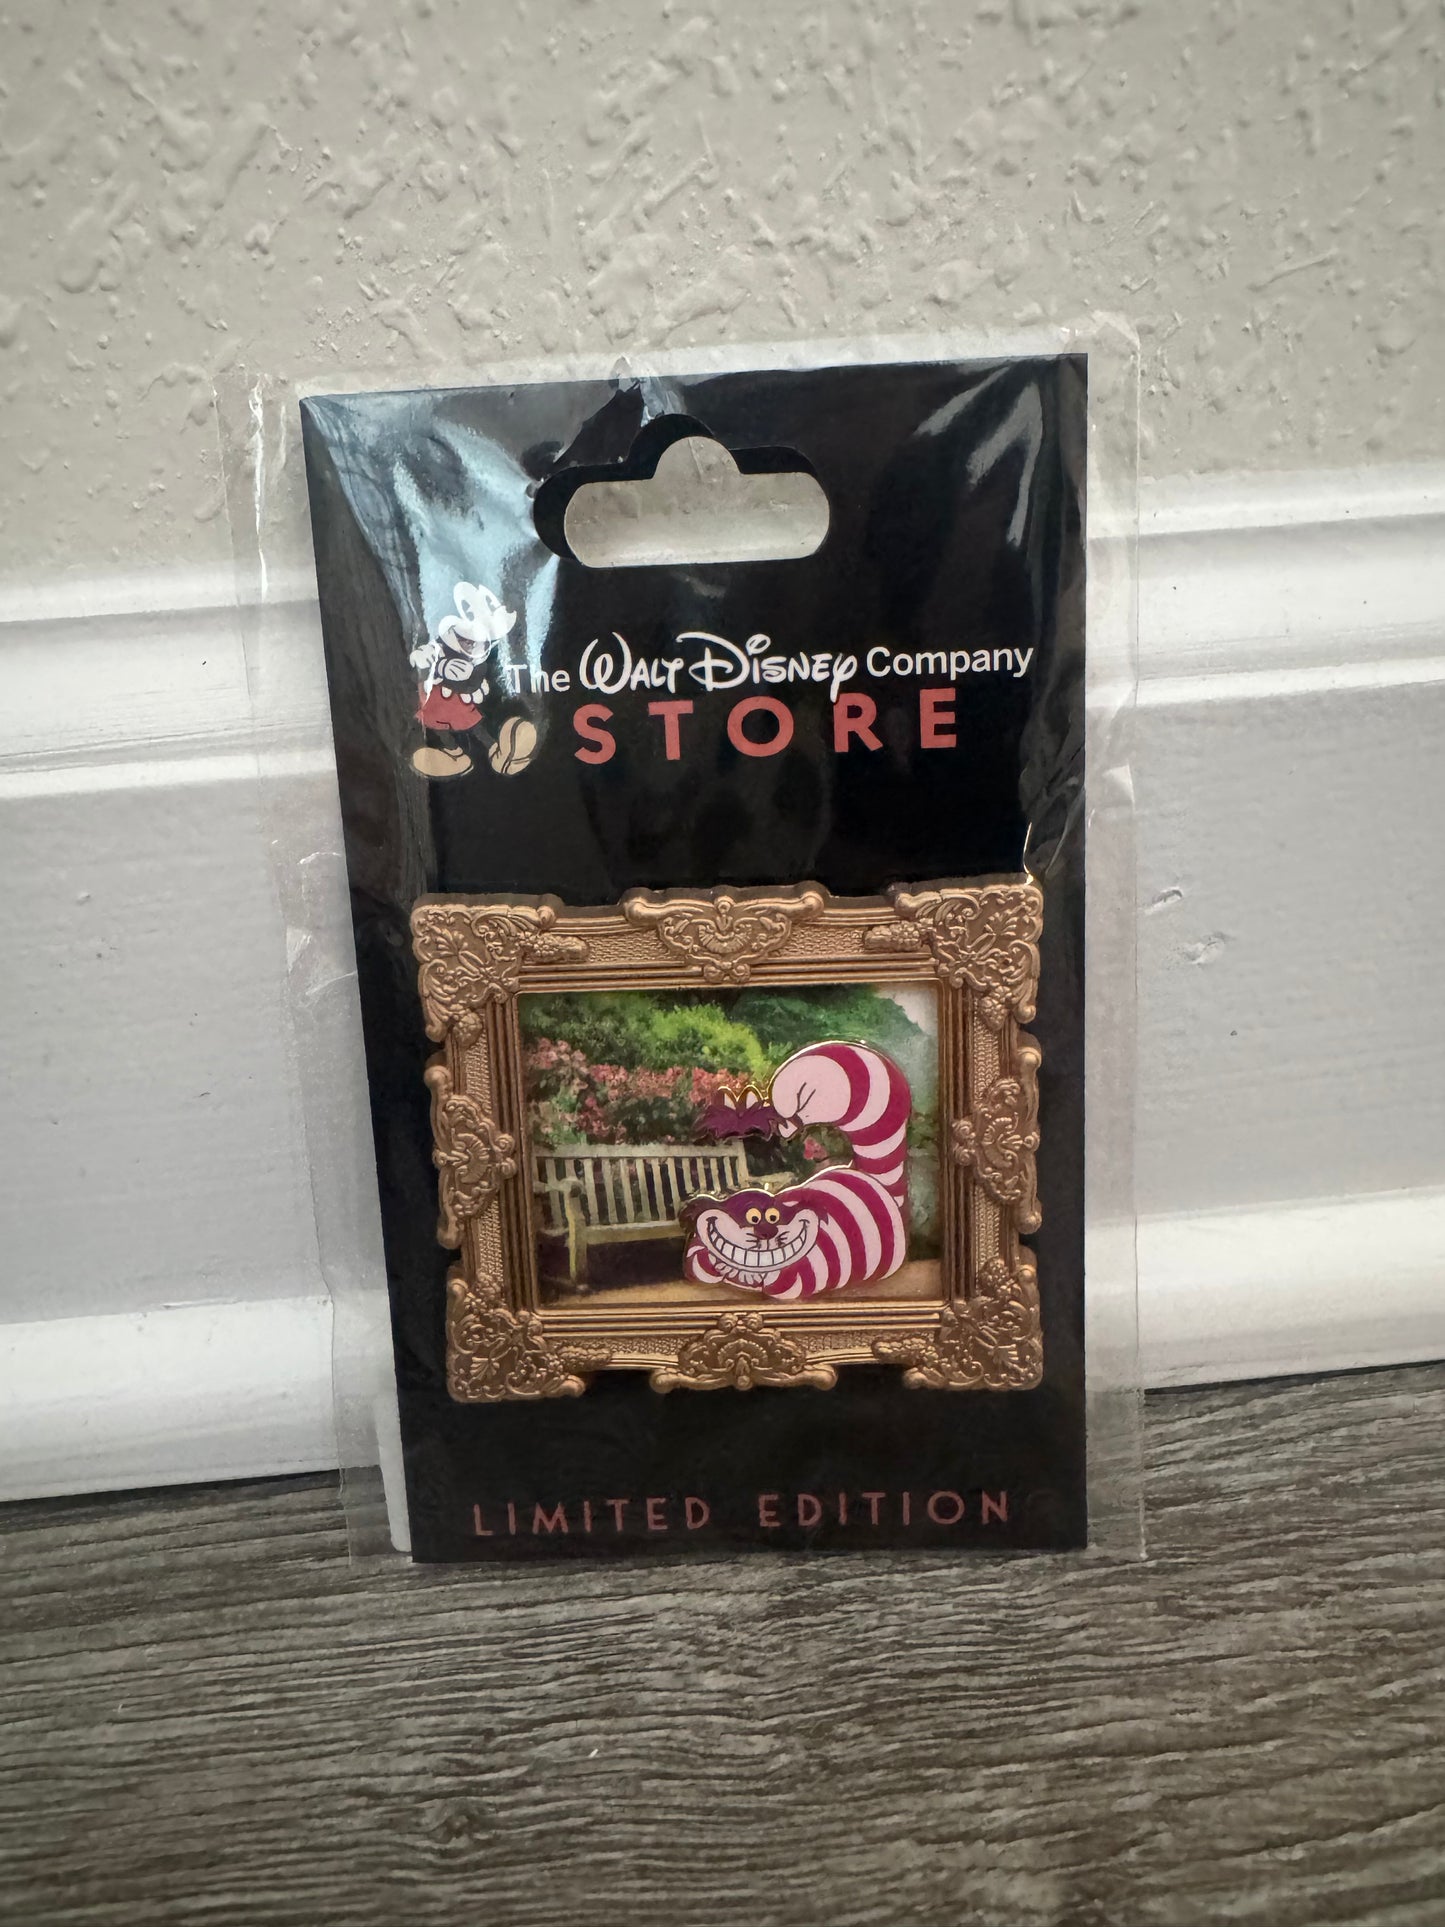 The WALT DISNEY Company
STORE
LIMITED EDITION